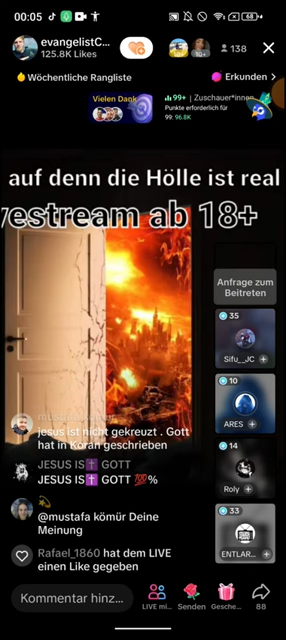 00:05
68
evangelistC...
125.8K Likes
10+
138
Wöchentliche Rangliste
Erkunden >
Vielen Dank
99+ | Zuschauer*innen
Punkte erforderlich für
99: 96.8K
auf denn die Hölle ist real
vestream ab 18+
Anfrage zum
Beitreten
35
Sifu__JC +
10
ARES +
14
Roly +
33
ENTLAR... +
jesus ist nicht gekreuzt . Gott
hat in Koran geschrieben
JESUS IS✝️ GOTT
JESUS IS✝️ GOTT 💯%
💫
@mustafa kömür Deine
Meinung
Rafael_1860 hat dem LIVE
einen Like gegeben
Kommentar hinz...
LIVE mi...
Senden
Gesche...
88